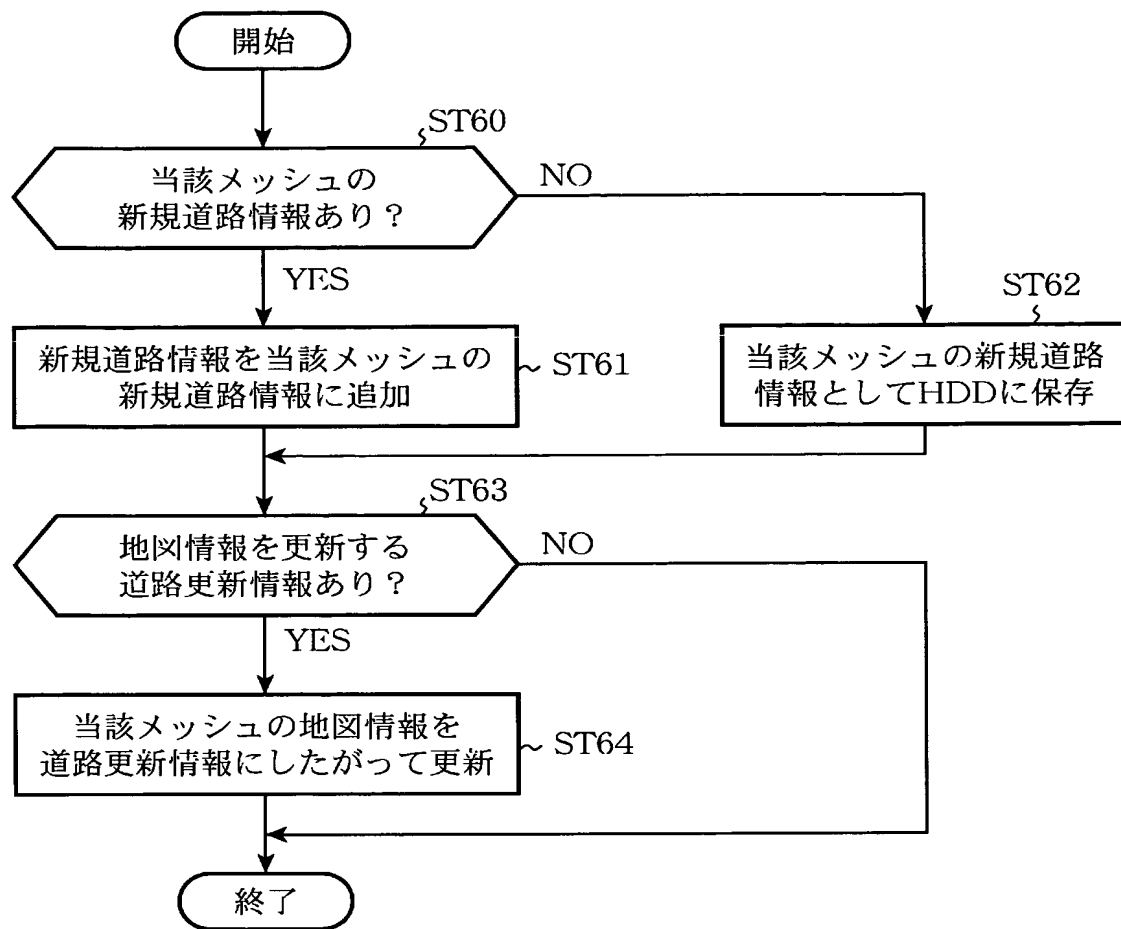 開始
ST60
当該メッシュの
新規道路情報あり？
NO
YES
ST62
新規道路情報を当該メッシュの
新規道路情報に追加
ST61
当該メッシュの新規道路
情報としてHDDに保存
ST63
地図情報を更新する
道路更新情報あり？
NO
YES
当該メッシュの地図情報を
道路更新情報にしたがって更新
ST64
終了